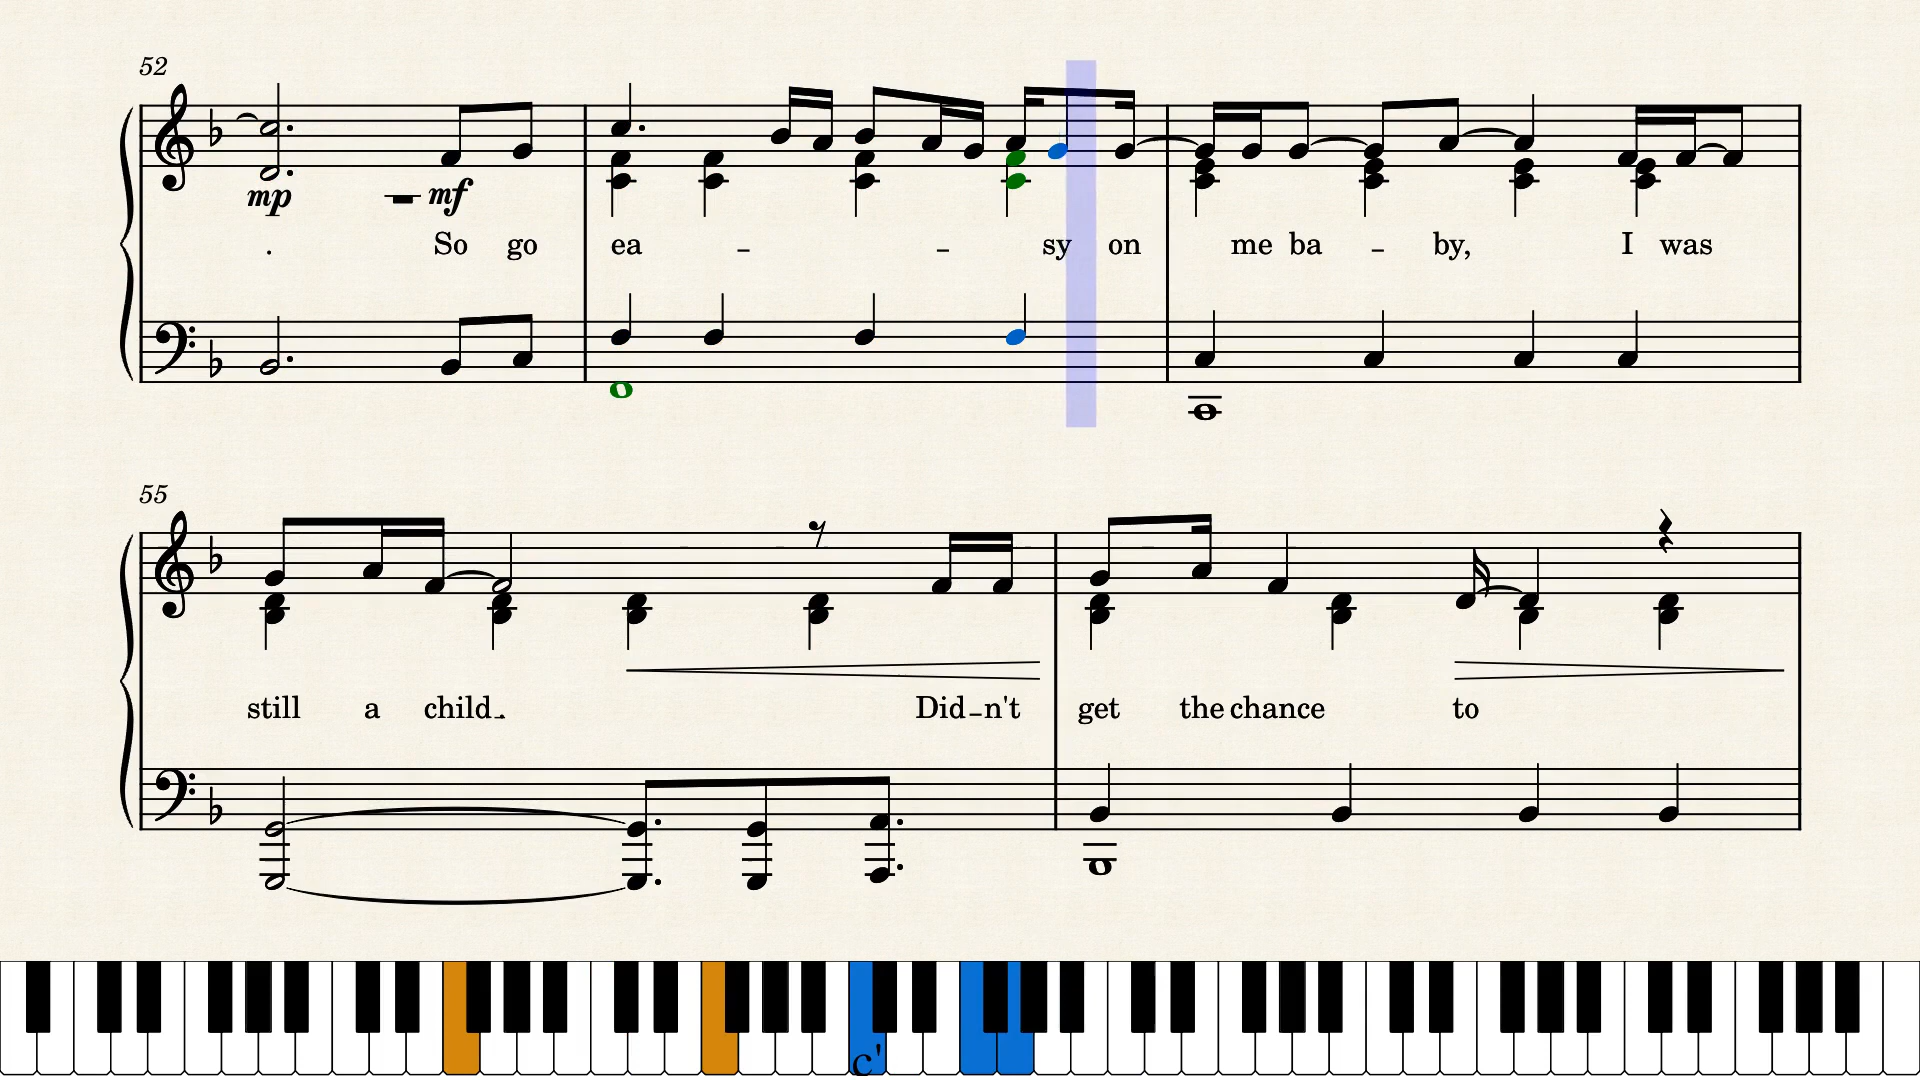 52
mp mf
. So go ea - - sy on me ba - by, I was
55
still a child. Did-n't get the chance to
c'